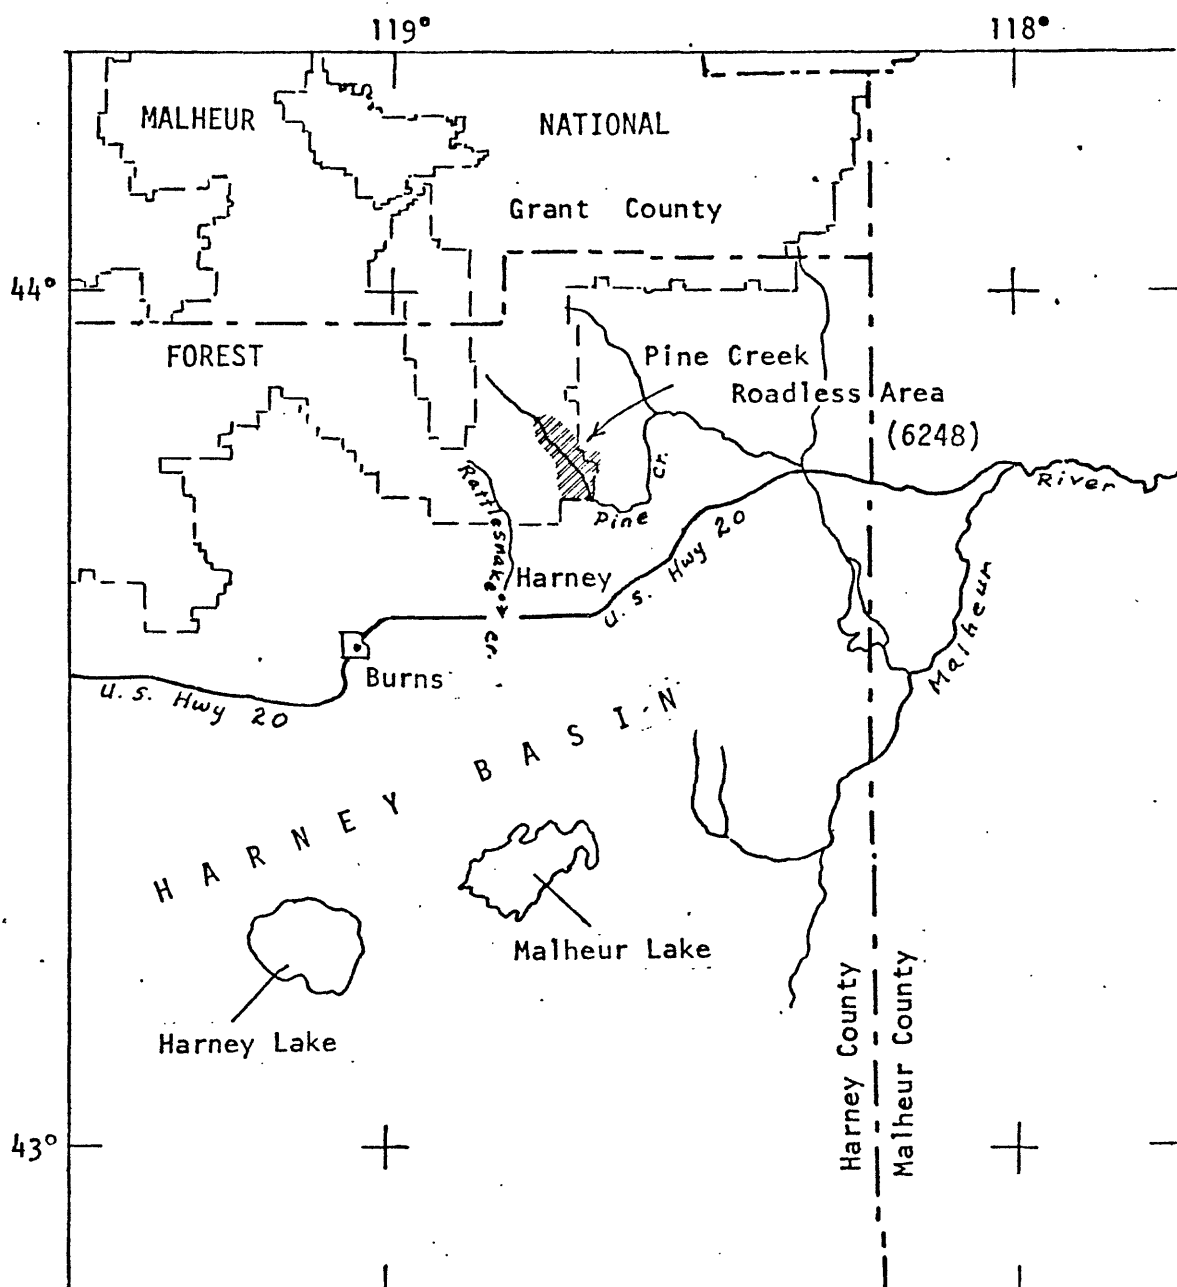 119° 118°
MALHEUR NATIONAL
Grant County
44°
FOREST
Pine Creek
Roadless Area
(6248)
Rattlesnake Cr.
Cr.
Pine
River
U.S. Hwy 20
Harney
Malheur
Burns
U.S. Hwy 20
HARNEY BASIN
Malheur Lake
Harney Lake
Harney County
Malheur County
43°